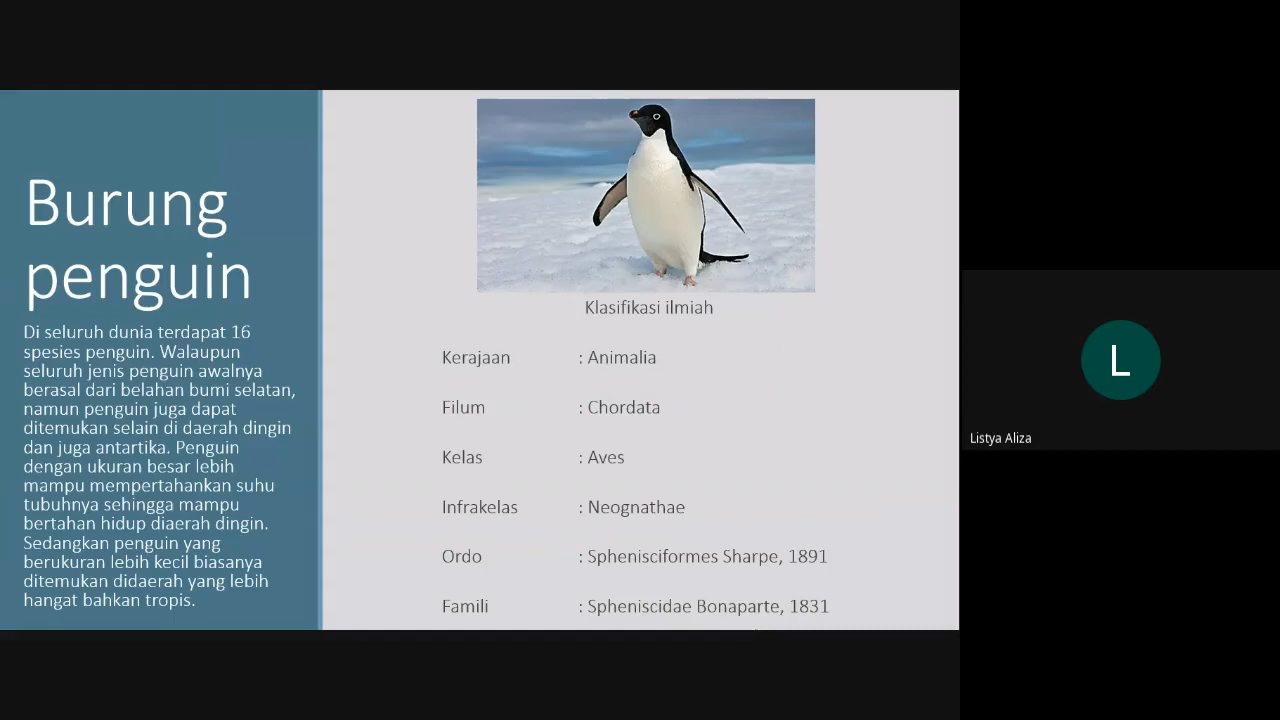 Burung
penguin
Di seluruh dunia terdapat 16
spesies penguin. Walaupun
seluruh jenis penguin awalnya
berasal dari belahan bumi selatan,
namun penguin juga dapat
ditemukan selain di daerah dingin
dan juga antartika. Penguin
dengan ukuran besar lebih
mampu mempertahankan suhu
tubuhnya sehingga mampu
bertahan hidup diaerah dingin.
Sedangkan penguin yang
berukuran lebih kecil biasanya
ditemukan didaerah yang lebih
hangat bahkan tropis.
Klasifikasi ilmiah
Kerajaan : Animalia
Filum : Chordata
Kelas : Aves
Infrakelas : Neognathae
Ordo : Sphenisciformes Sharpe, 1891
Famili : Spheniscidae Bonaparte, 1831
L
Listya Aliza